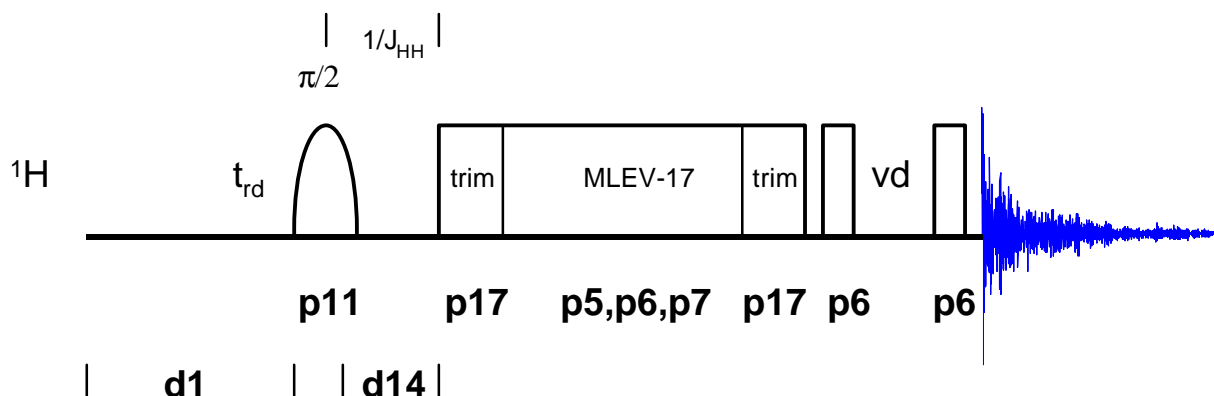 1/J_HH
π/2
¹H t_rd trim MLEV-17 trim vd
p11 p17 p5,p6,p7 p17 p6 p6
d1 d14